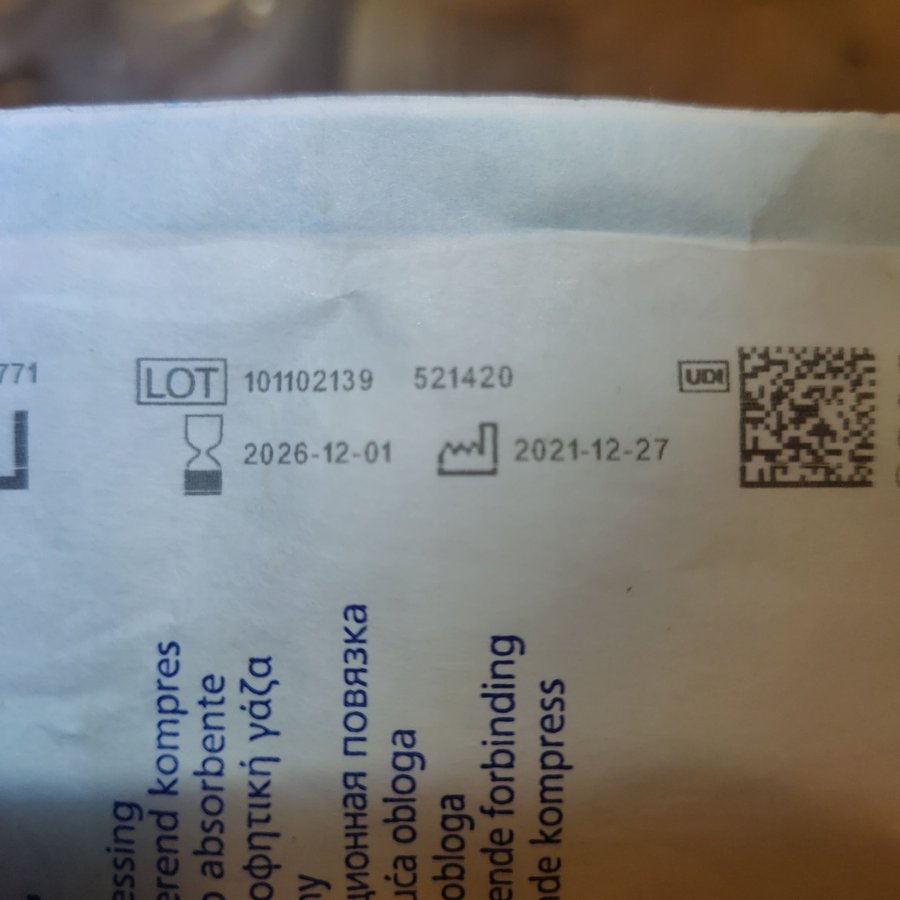 771
LOT 101102139 521420 UDI
2026-12-01 2021-12-27
essing
erend kompres
absorbente
οφητική γάζα
ny
ционная повязка
uća obloga
obloga
ende forbinding
nde kompress